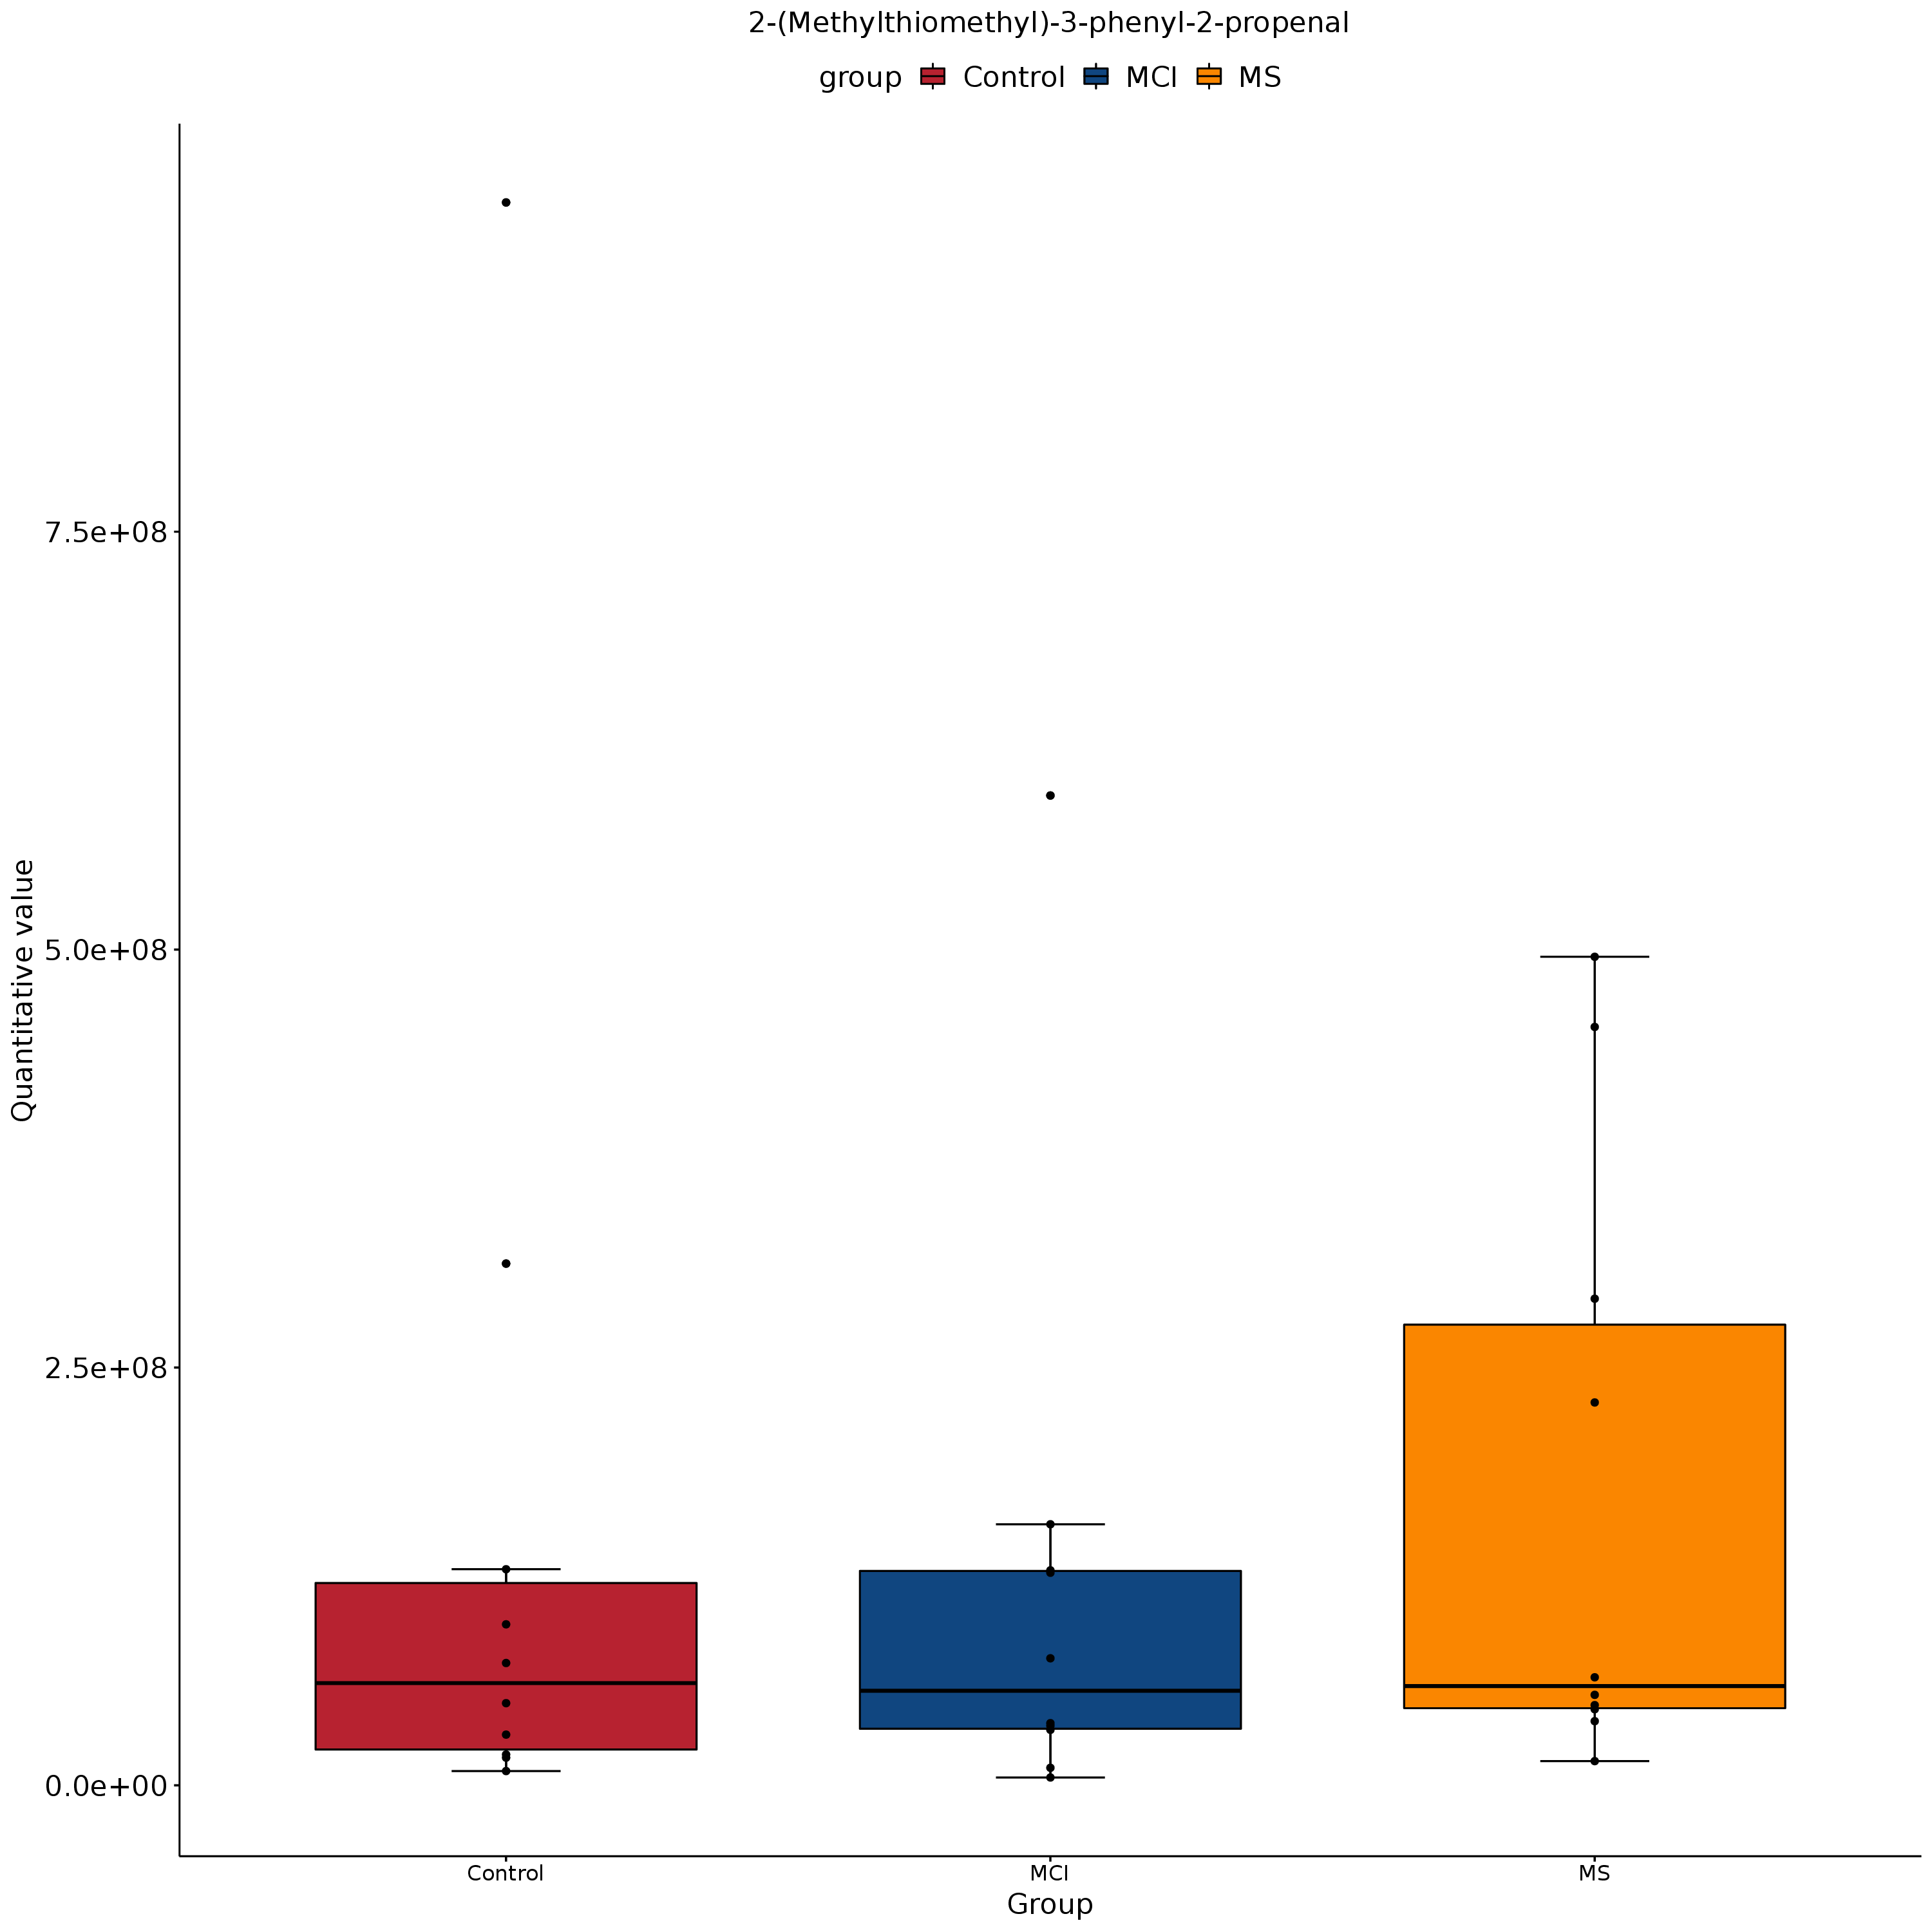 2-(Methylthiomethyl)-3-phenyl-2-propenal
group Control MCI MS
7.5e+08
5.0e+08
2.5e+08
0.0e+00
Quantitative value
Control MCI MS
Group